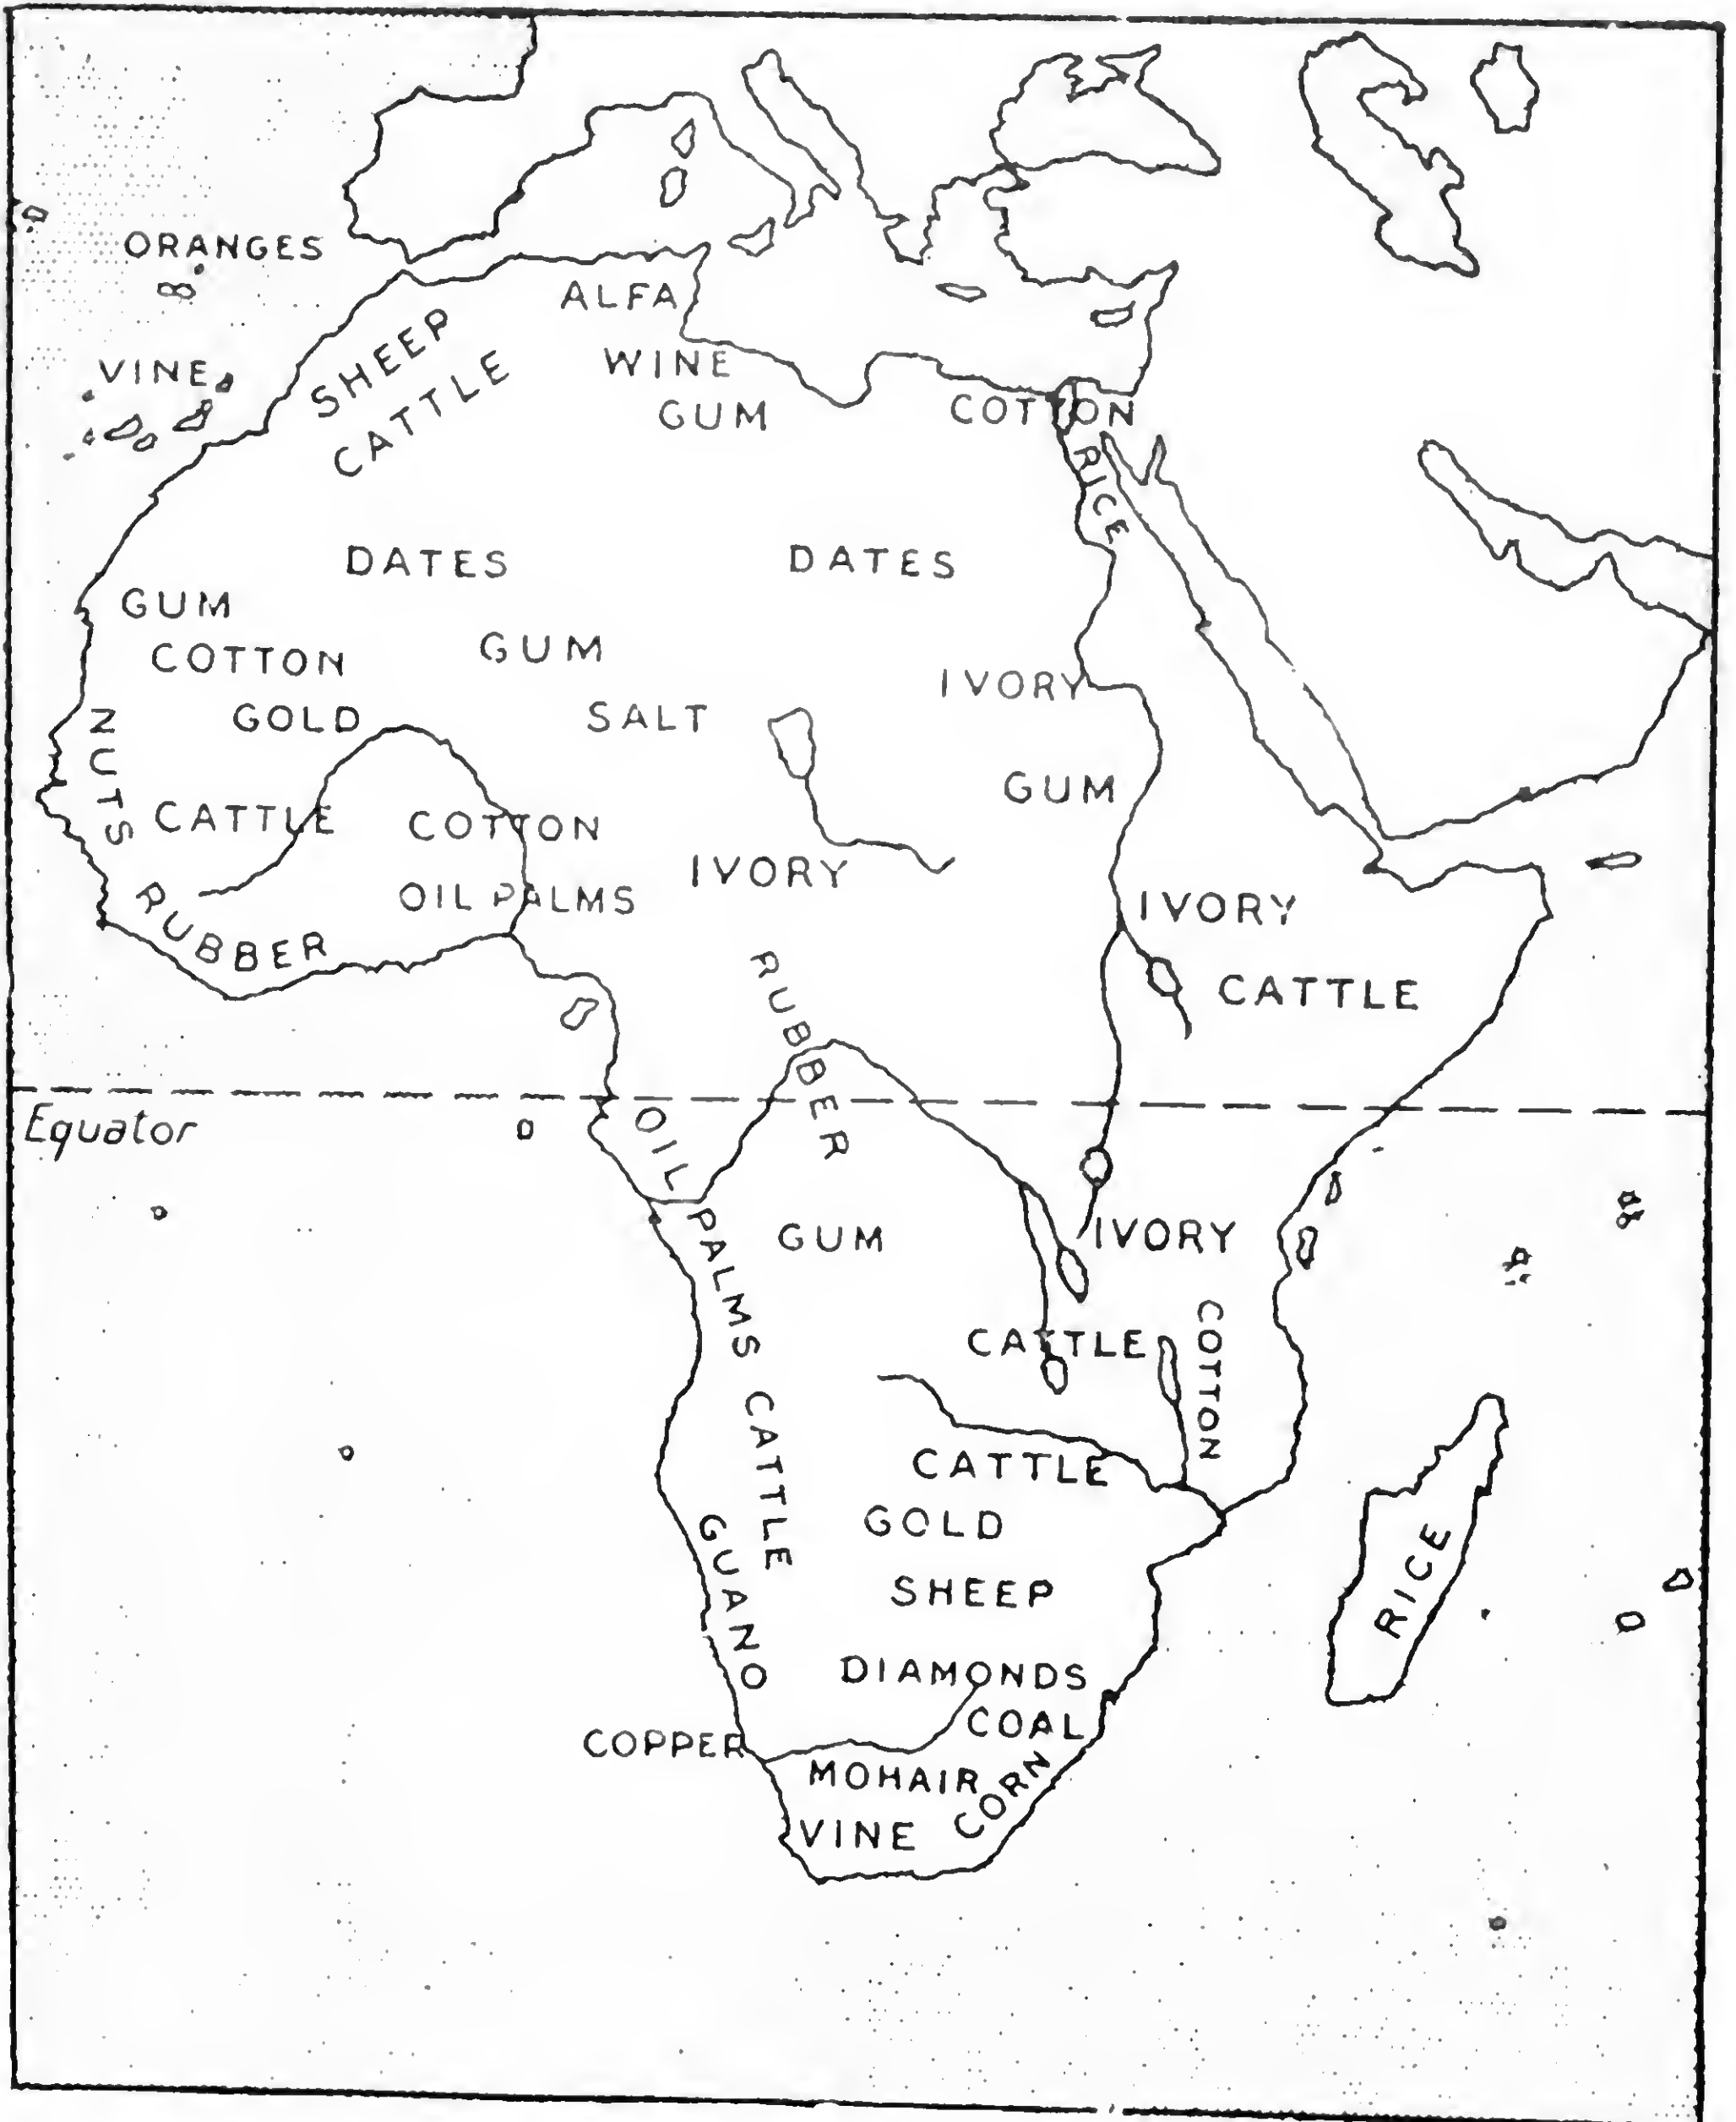 ORANGES
ALFA
SHEEP
VINE
WINE
CATTLE
GUM
COTTON
RICE
DATES
DATES
GUM
GUM
COTTON
IVORY
NUTS
GOLD
SALT
GUM
CATTLE
COTTON
IVORY
OIL PALMS
IVORY
RUBBER
CATTLE
RUBBER
Equator
OIL PALMS
GUM
IVORY
COTTON
CATTLE
CATTLE
CATTLE
GOLD
GUANO
SHEEP
RICE
DIAMONDS
COAL
COPPER
MOHAIR
CORN
VINE